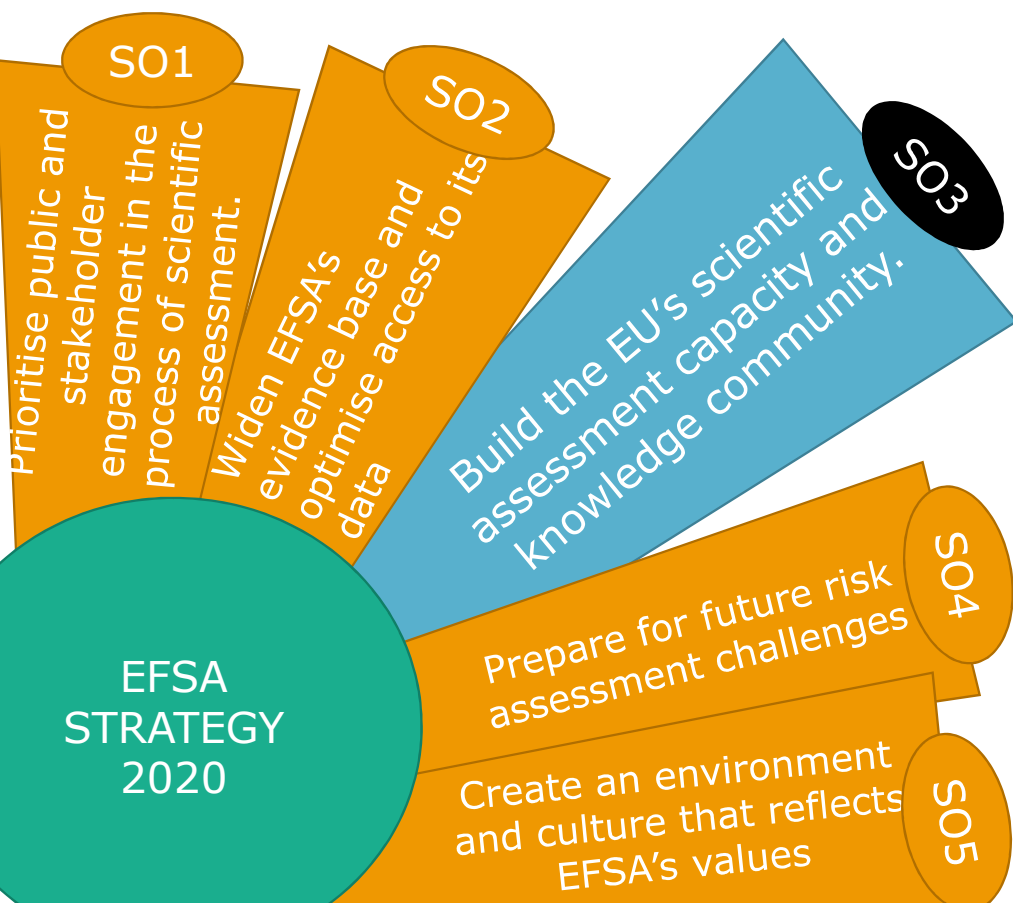 SO1
Prioritise public and
stakeholder
engagement in the
process of scientific
assessment.
SO2
Widen EFSA’s
evidence base and
optimise access to its
data
SO3
Build the EU’s scientific
assessment capacity and
knowledge community.
SO4
Prepare for future risk
assessment challenges
SO5
Create an environment
and culture that reflects
EFSA’s values
EFSA
STRATEGY
2020